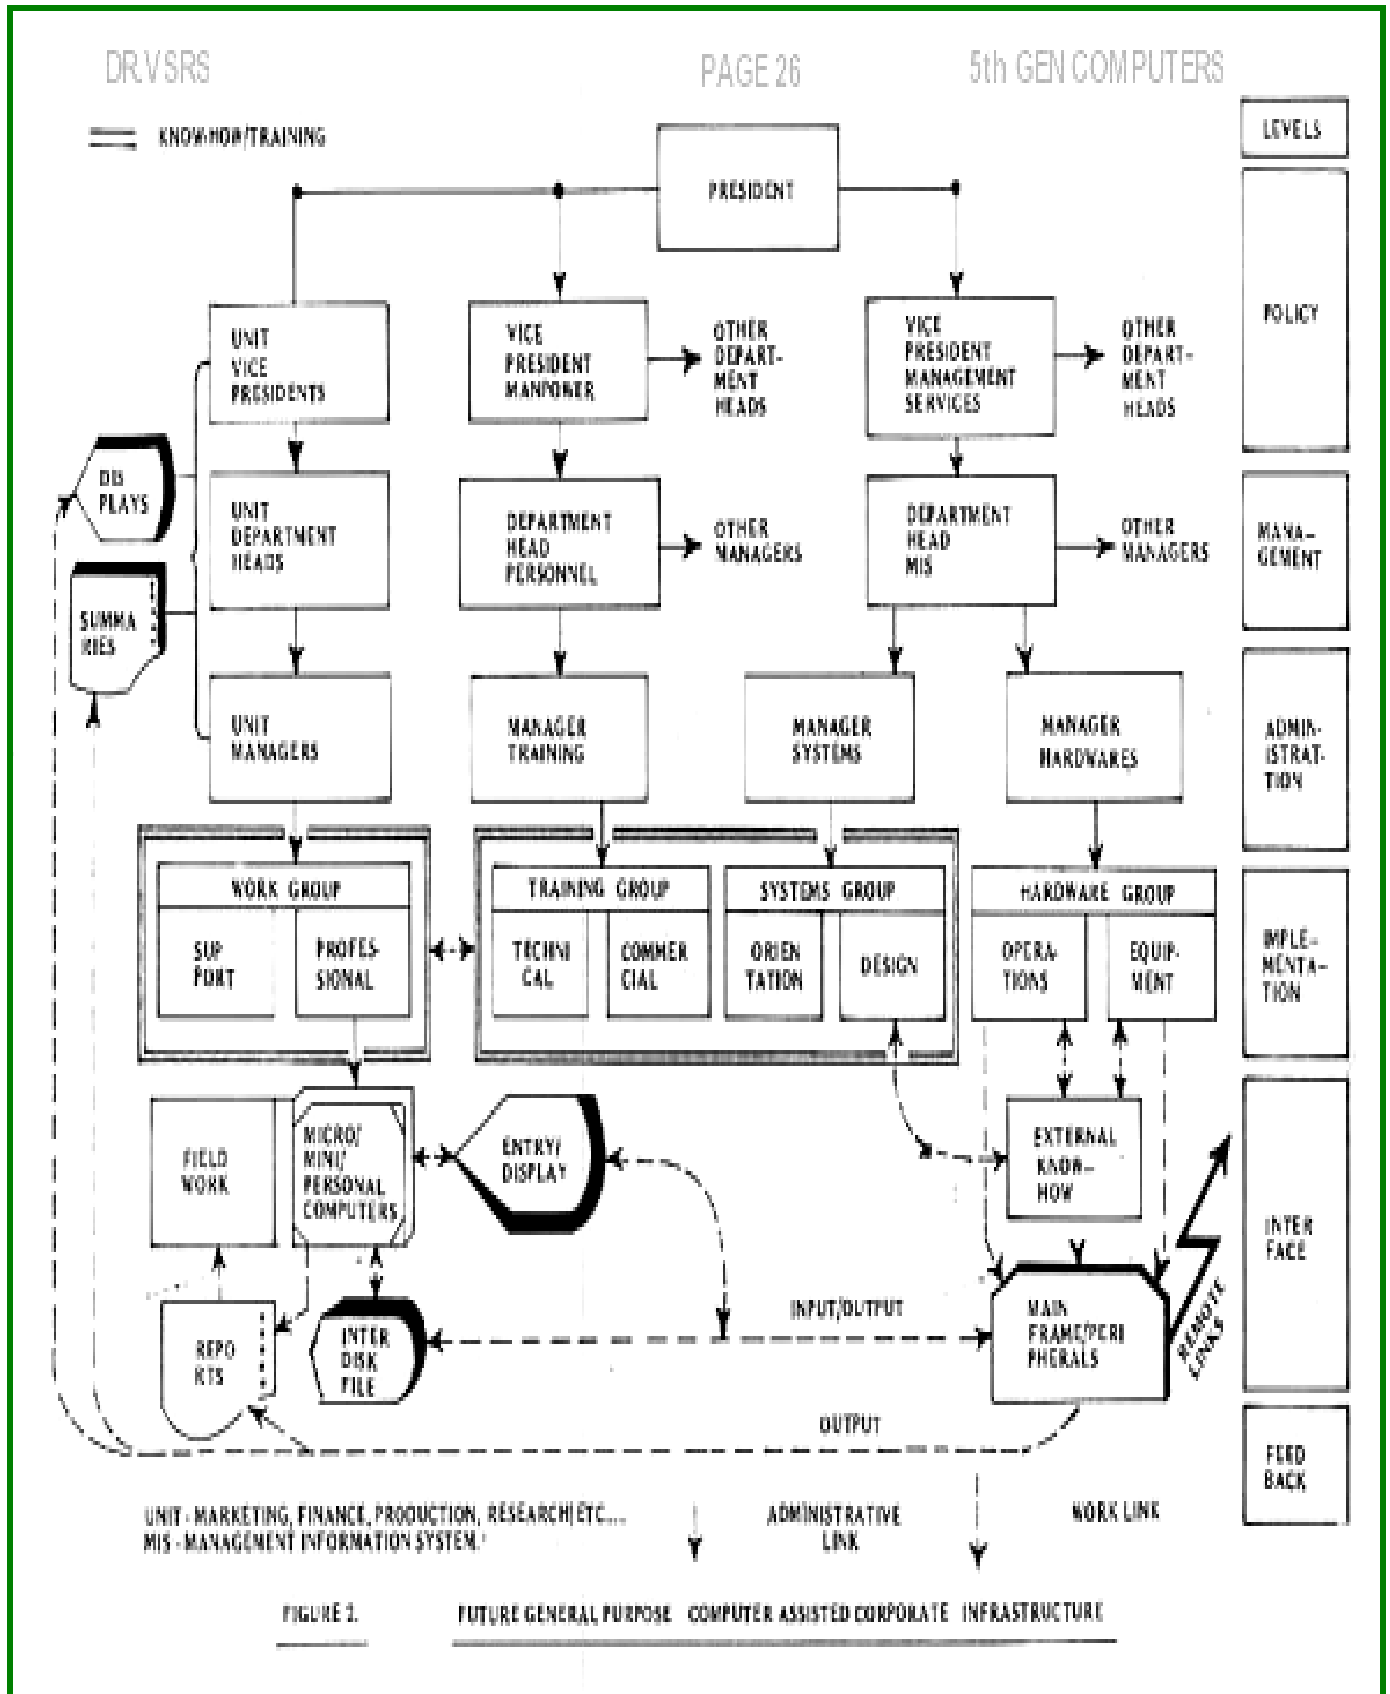 DR.VSRS
PAGE 26
5th GEN COMPUTERS
KNOW-HOW/TRAINING
LEVELS
PRESIDENT
POLICY
UNIT
VICE
PRESIDENTS
VICE
PRESIDENT
MANPOWER
OTHER
DEPART-
MENT
HEADS
VICE
PRESIDENT
MANAGEMENT
SERVICES
OTHER
DEPART-
MENT
HEADS
DIS
PLAYS
UNIT
DEPARTMENT
HEADS
DEPARTMENT
HEAD
PERSONNEL
OTHER
MANAGERS
DEPARTMENT
HEAD
MIS
OTHER
MANAGERS
MANA-
GEMENT
SUMMA
RIES
UNIT
MANAGERS
MANAGER
TRAINING
MANAGER
SYSTEMS
MANAGER
HARDWARES
ADMIN-
ISTRAT-
TION
WORK GROUP
SUP
PORT
PROFES-
SIONAL
TRAINING GROUP
TECHNI
CAL
COMMER
CIAL
SYSTEMS GROUP
ORIEN
TATION
DESIGN
HARDWARE GROUP
OPERA-
TIONS
EQUIP-
MENT
IMPLE-
MENTA-
TION
FIELD
WORK
MICRO/
MINI/
PERSONAL
COMPUTERS
ENTRY/
DISPLAY
EXTERNAL
KNOW-
HOW
INTER
FACE
REPO
RTS
INTER
DISK
FILE
INPUT/OUTPUT
MAIN
FRAME/PERI
PHERALS
REMOTE
LINKS
OUTPUT
FEED
BACK
UNIT - MARKETING, FINANCE, PRODUCTION, RESEARCH ETC...
MIS - MANAGEMENT INFORMATION SYSTEM.
ADMINISTRATIVE
LINK
WORK LINK
FIGURE 2.
FUTURE GENERAL PURPOSE COMPUTER ASSISTED CORPORATE INFRASTRUCTURE